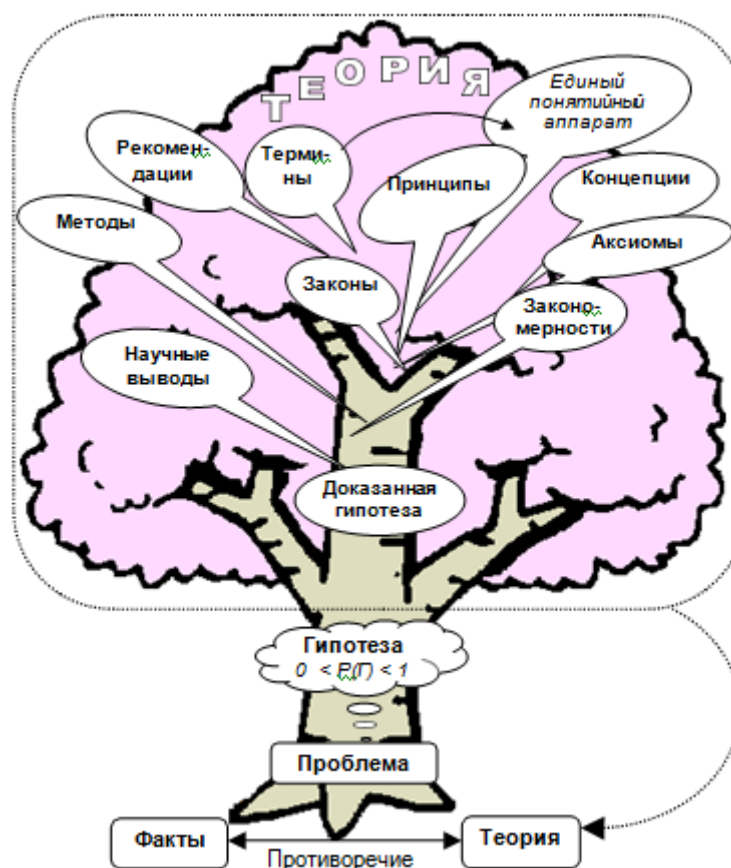 ТЕОРИЯ
Единый
понятийный
аппарат
Рекомен-
дации
Терми-
ны
Принципы
Концепции
Методы
Аксиомы
Законы
Законо-
мерности
Научные
выводы
Доказанная
гипотеза
Гипотеза
0 < Р(Г) < 1
Проблема
Факты
Теория
Противоречие